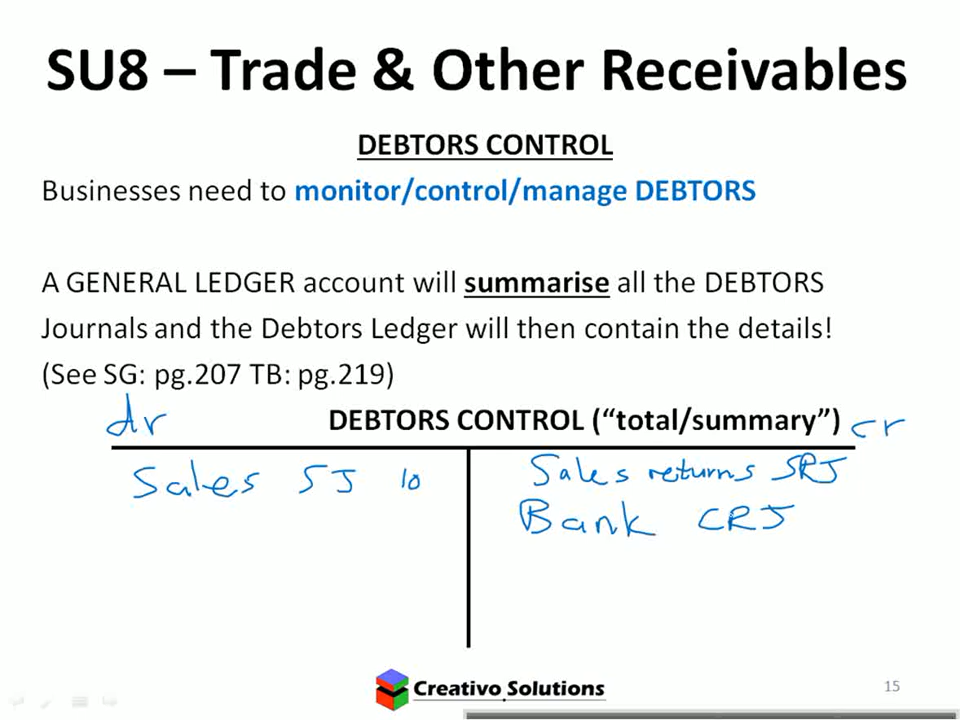 SU8 – Trade & Other Receivables
DEBTORS CONTROL
Businesses need to monitor/control/manage DEBTORS
A GENERAL LEDGER account will summarise all the DEBTORS
Journals and the Debtors Ledger will then contain the details!
(See SG: pg.207 TB: pg.219)
dr DEBTORS CONTROL (“total/summary”) cr
Sales SJ 10 Sales returns SRJ
Bank CRJ
Creativo Solutions
15